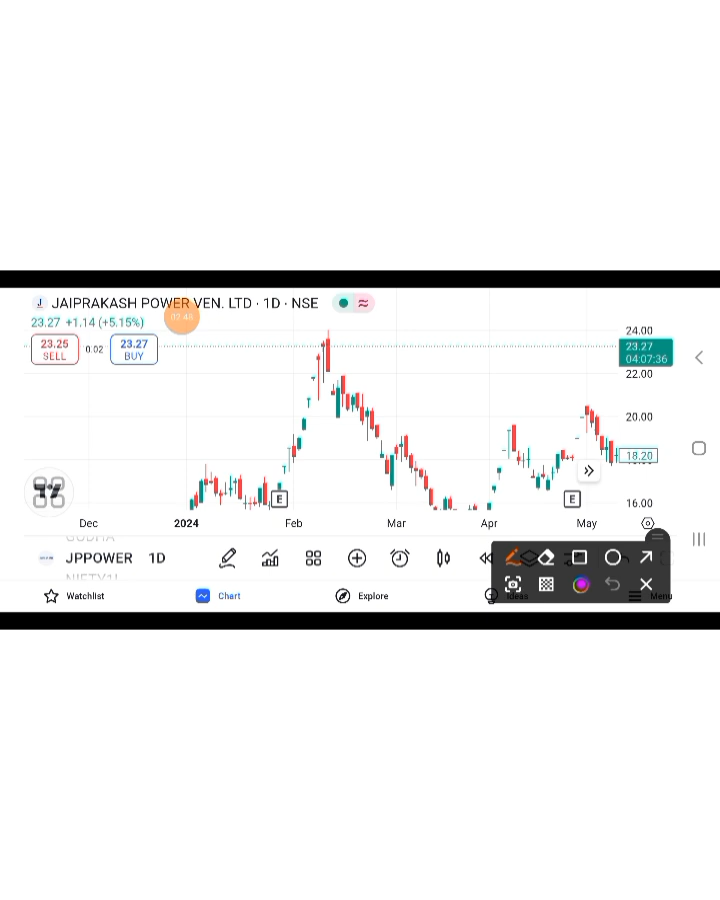 JAIPRAKASH POWER VEN. LTD · 1D · NSE
23.27 +1.14 (+5.15%)
23.25
SELL
0.02
23.27
BUY
24.00
23.27
04:07:36
22.00
20.00
18.20
16.00
E
E
Dec
2024
Feb
Mar
Apr
May
JPPOWER 1D
Watchlist
Chart
Explore
Ideas
Menu